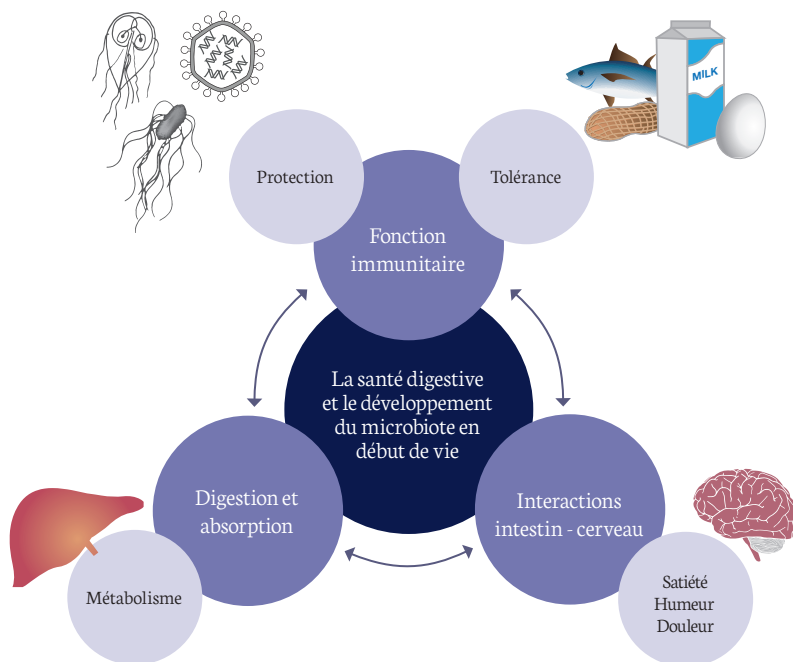 MILK
Protection
Tolérance
Fonction
immunitaire
La santé digestive
et le développement
du microbiote en
début de vie
Digestion et
absorption
Interactions
intestin - cerveau
Métabolisme
Satiété
Humeur
Douleur